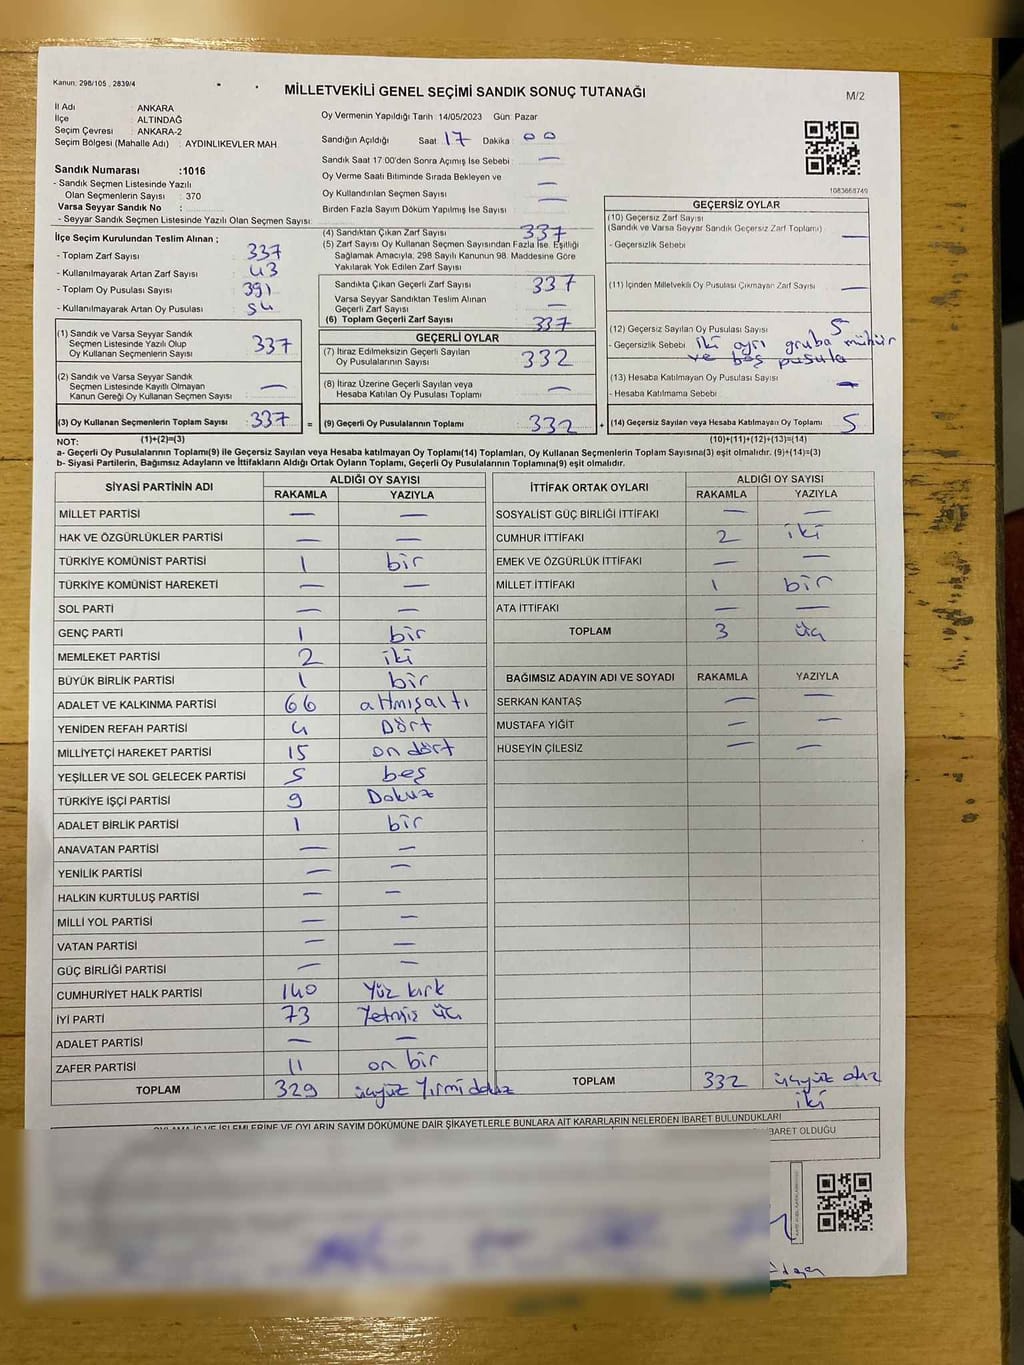 Kanun: 298/105 , 2839/4
MİLLETVEKİLİ GENEL SEÇİMİ SANDIK SONUÇ TUTANAĞI
M/2
İl Adı : ANKARA
İlçe : ALTINDAĞ
Seçim Çevresi : ANKARA-2
Seçim Bölgesi (Mahalle Adı) : AYDINLIKEVLER MAH.
Oy Vermenin Yapıldığı Tarih :14/05/2023 Gün Pazar
Sandığın Açıldığı Saat 17 Dakika 00
Sandık Saat 17:00'den Sonra Açımış İse Sebebi —
Oy Verme Saati Bitiminde Sırada Bekleyen ve
Oy Kullandırılan Seçmen Sayısı —
Birden Fazla Sayım Döküm Yapılmış İse Sayısı : —
Sandık Numarası :1016
- Sandık Seçmen Listesinde Yazılı
Olan Seçmenlerin Sayısı : 370
Varsa Seyyar Sandık No :
- Seyyar Sandık Seçmen Listesinde Yazılı Olan Seçmen Sayısı:
1083668749
İlçe Seçim Kurulundan Teslim Alınan ;
- Toplam Zarf Sayısı : 337
- Kullanılmayarak Artan Zarf Sayısı : 43
- Toplam Oy Pusulası Sayısı : 391
- Kullanılmayarak Artan Oy Pusulası : 54
(1) Sandık ve Varsa Seyyar Sandık
Seçmen Listesinde Yazılı Olup
Oy Kullanan Seçmenlerin Sayısı : 337
(2) Sandık ve Varsa Seyyar Sandık
Seçmen Listesinde Kayıtlı Olmayan
Kanun Gereği Oy Kullanan Seçmen Sayısı : —
(3) Oy Kullanan Seçmenlerin Toplam Sayısı : 337
(4) Sandıktan Çıkan Zarf Sayısı : 337
(5) Zarf Sayısı Oy Kullanan Seçmen Sayısından Fazla İse, Eşitliği
Sağlamak Amacıyla, 298 Sayılı Kanunun 98. Maddesine Göre
Yakılarak Yok Edilen Zarf Sayısı :
Sandıkta Çıkan Geçerli Zarf Sayısı : 337
Varsa Seyyar Sandıktan Teslim Alınan
Geçerli Zarf Sayısı : —
(6) Toplam Geçerli Zarf Sayısı : 337
GEÇERLİ OYLAR
(7) İtiraz Edilmeksizin Geçerli Sayılan
Oy Pusulalarının Sayısı : 332
(8) İtiraz Üzerine Geçerli Sayılan veya
Hesaba Katılan Oy Pusulası Toplamı : —
= (9) Geçerli Oy Pusulalarının Toplamı : 332
GEÇERSİZ OYLAR
(10) Geçersiz Zarf Sayısı
(Sandık ve Varsa Seyyar Sandık Geçersiz Zarf Toplamı) : —
- Geçersizlik Sebebi :
(11) İçinden Milletvekili Oy Pusulası Çıkmayan Zarf Sayısı : —
(12) Geçersiz Sayılan Oy Pusulası Sayısı : 5
- Geçersizlik Sebebi : iki ayrı gruba mühür
ve boş pusula
(13) Hesaba Katılmayan Oy Pusulası Sayısı : —
- Hesaba Katılmama Sebebi :
+ (14) Geçersiz Sayılan veya Hesaba Katılmayan Oy Toplamı : 5
NOT: (1)+(2)=(3) (10)+(11)+(12)+(13)=(14)
a- Geçerli Oy Pusulalarının Toplamı(9) ile Geçersiz Sayılan veya Hesaba katılmayan Oy Toplamı(14) Toplamları, Oy Kullanan Seçmenlerin Toplam Sayısına(3) eşit olmalıdır. (9)+(14)=(3)
b- Siyasi Partilerin, Bağımsız Adayların ve İttifakların Aldığı Ortak Oyların Toplamı, Geçerli Oy Pusulalarının Toplamına(9) eşit olmalıdır.
SİYASİ PARTİNİN ADI ALDIĞI OY SAYISI
RAKAMLA YAZIYLA
MİLLET PARTİSİ — —
HAK VE ÖZGÜRLÜKLER PARTİSİ — —
TÜRKİYE KOMÜNİST PARTİSİ 1 bir
TÜRKİYE KOMÜNİST HAREKETİ — —
SOL PARTİ — —
GENÇ PARTİ 1 bir
MEMLEKET PARTİSİ 2 iki
BÜYÜK BİRLİK PARTİSİ 1 bir
ADALET VE KALKINMA PARTİSİ 66 altmışaltı
YENİDEN REFAH PARTİSİ 4 Dört
MİLLİYETÇİ HAREKET PARTİSİ 15 on dört
YEŞİLLER VE SOL GELECEK PARTİSİ 5 beş
TÜRKİYE İŞÇİ PARTİSİ 9 Dokuz
ADALET BİRLİK PARTİSİ 1 bir
ANAVATAN PARTİSİ — —
YENİLİK PARTİSİ — —
HALKIN KURTULUŞ PARTİSİ — —
MİLLİ YOL PARTİSİ — —
VATAN PARTİSİ — —
GÜÇ BİRLİĞİ PARTİSİ — —
CUMHURİYET HALK PARTİSİ 140 Yüz kırk
İYİ PARTİ 73 Yetmiş üç
ADALET PARTİSİ — —
ZAFER PARTİSİ 11 on bir
TOPLAM 329 üçyüz Yirmi dokuz
İTTİFAK ORTAK OYLARI ALDIĞI OY SAYISI
RAKAMLA YAZIYLA
SOSYALİST GÜÇ BİRLİĞİ İTTİFAKI — —
CUMHUR İTTİFAKI 2 iki
EMEK VE ÖZGÜRLÜK İTTİFAKI — —
MİLLET İTTİFAKI 1 bir
ATA İTTİFAKI — —
TOPLAM 3 üç
BAĞIMSIZ ADAYIN ADI VE SOYADI RAKAMLA YAZIYLA
SERKAN KANTAŞ — —
MUSTAFA YİĞİT — —
HÜSEYİN ÇİLESİZ — —
TOPLAM 332 üçyüz otuz
iki
OYLAMA İŞ VE İŞLEMLERİNE VE OYLARIN SAYIM DÖKÜMÜNE DAİR ŞİKAYETLERLE BUNLARA AİT KARARLARIN NELERDEN İBARET BULUNDUKLARI
İBARET OLDUĞU